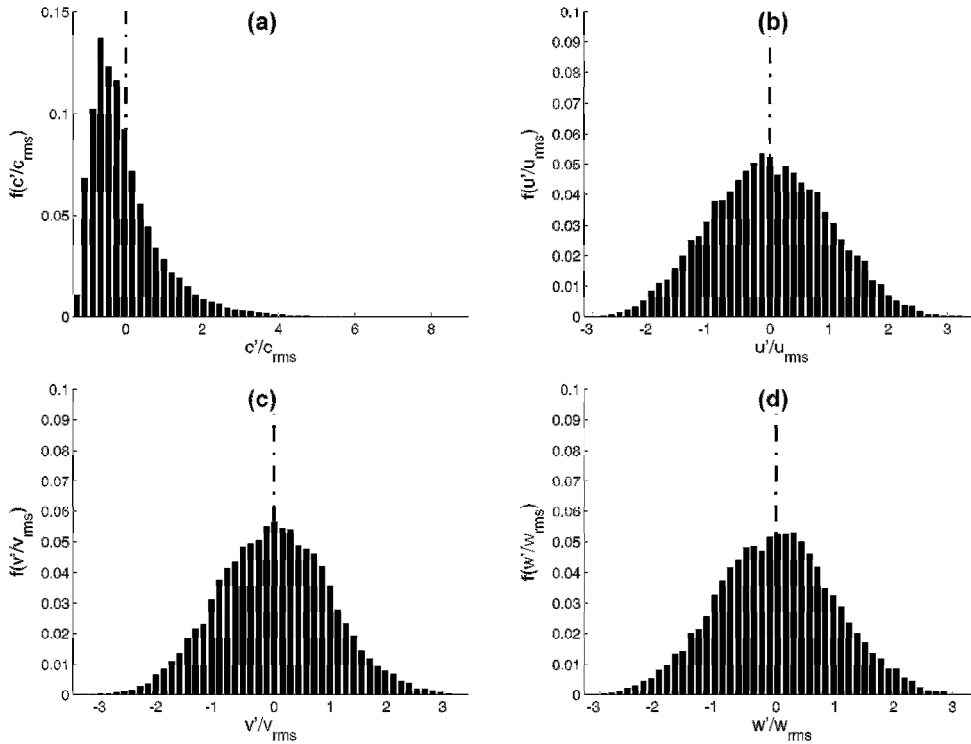 (a)
0.15
0.1
0.05
0
f(c'/c_rms)
0 2 4 6 8
c'/c_rms
(b)
0.1
0.09
0.08
0.07
0.06
0.05
0.04
0.03
0.02
0.01
0
f(u'/u_rms)
-3 -2 -1 0 1 2 3
u'/u_rms
(c)
0.1
0.09
0.08
0.07
0.06
0.05
0.04
0.03
0.02
0.01
0
f(v'/v_rms)
-3 -2 -1 0 1 2 3
v'/v_rms
(d)
0.1
0.09
0.08
0.07
0.06
0.05
0.04
0.03
0.02
0.01
0
f(w'/w_rms)
-3 -2 -1 0 1 2 3
w'/w_rms